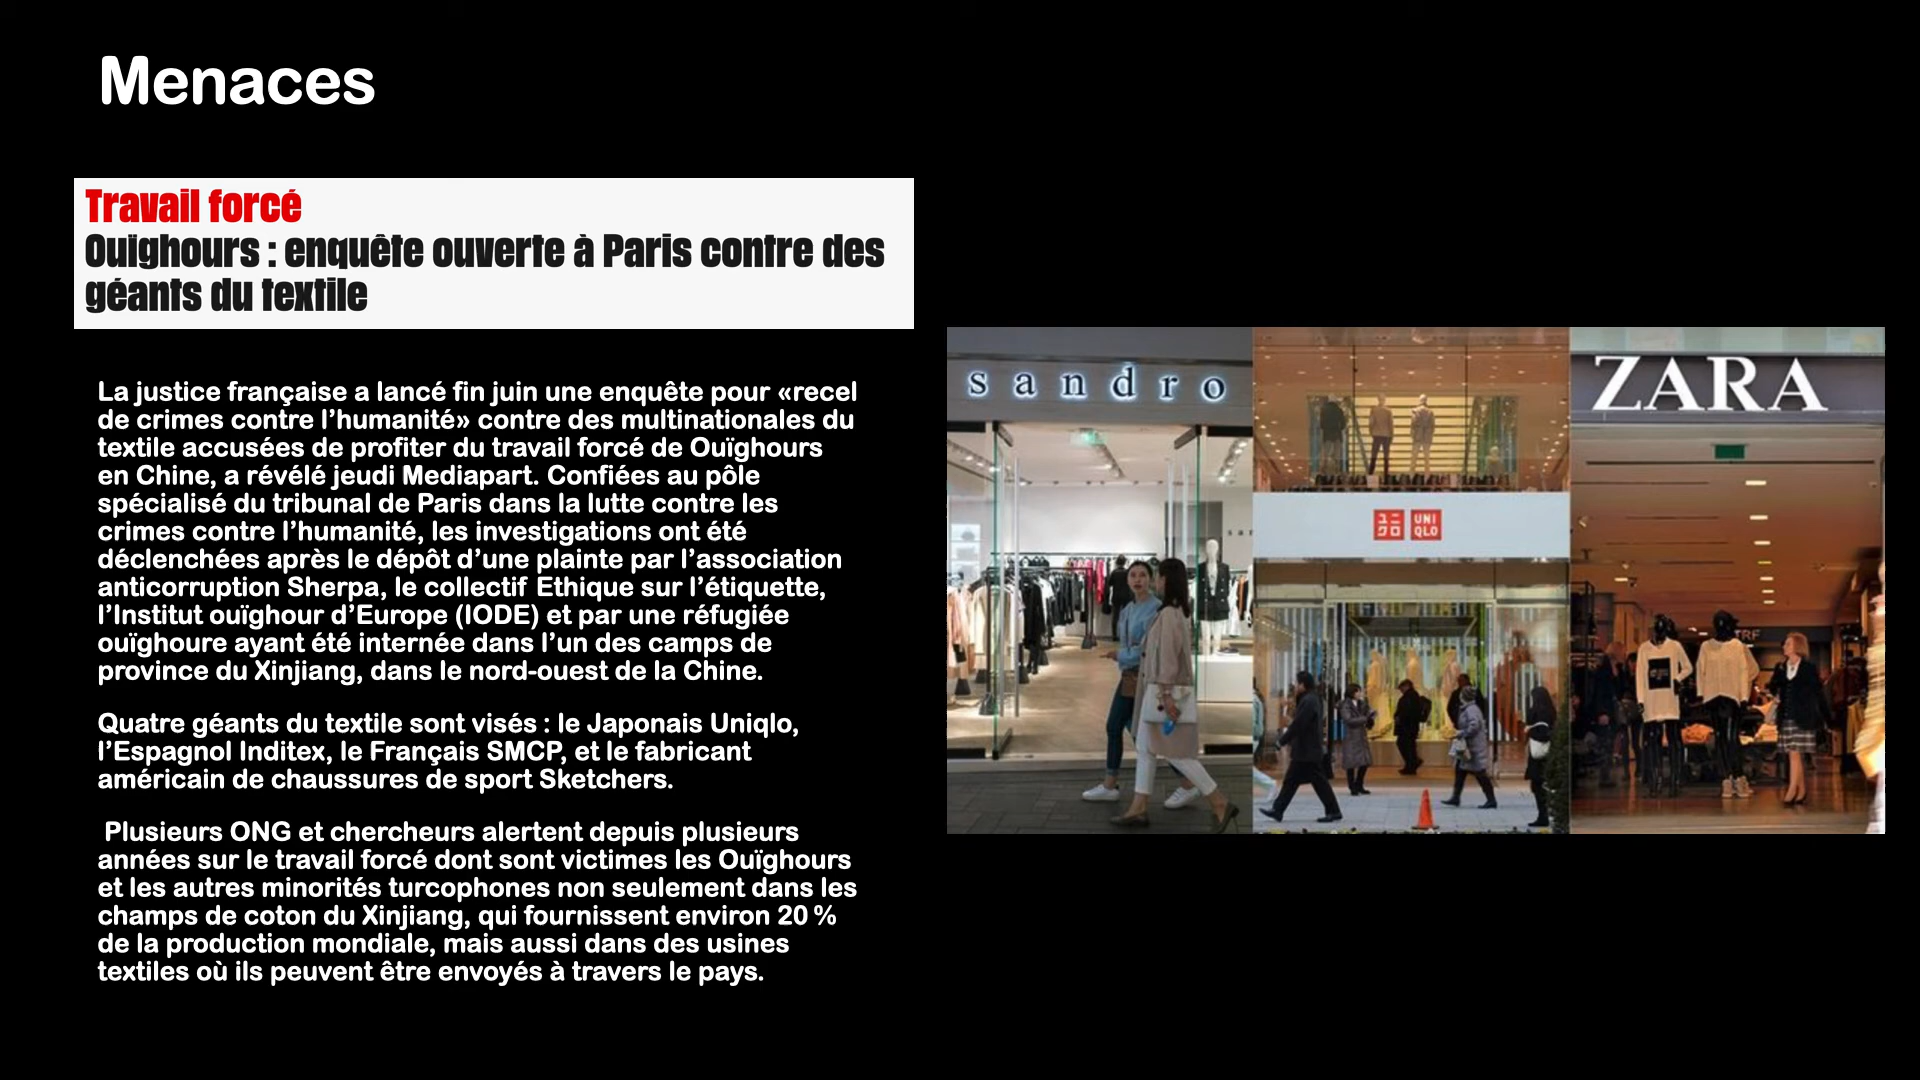 Menaces
Travail forcé
Ouïghours : enquête ouverte à Paris contre des
géants du textile
La justice française a lancé fin juin une enquête pour «recel
de crimes contre l’humanité» contre des multinationales du
textile accusées de profiter du travail forcé de Ouïghours
en Chine, a révélé jeudi Mediapart. Confiées au pôle
spécialisé du tribunal de Paris dans la lutte contre les
crimes contre l’humanité, les investigations ont été
déclenchées après le dépôt d’une plainte par l’association
anticorruption Sherpa, le collectif Ethique sur l’étiquette,
l’Institut ouïghour d’Europe (IODE) et par une réfugiée
ouïghoure ayant été internée dans l’un des camps de
province du Xinjiang, dans le nord-ouest de la Chine.
Quatre géants du textile sont visés : le Japonais Uniqlo,
l’Espagnol Inditex, le Français SMCP, et le fabricant
américain de chaussures de sport Sketchers.
Plusieurs ONG et chercheurs alertent depuis plusieurs
années sur le travail forcé dont sont victimes les Ouïghours
et les autres minorités turcophones non seulement dans les
champs de coton du Xinjiang, qui fournissent environ 20 %
de la production mondiale, mais aussi dans des usines
textiles où ils peuvent être envoyés à travers le pays.
sandro
ユニ
クロ
UNI
QLO
ZARA